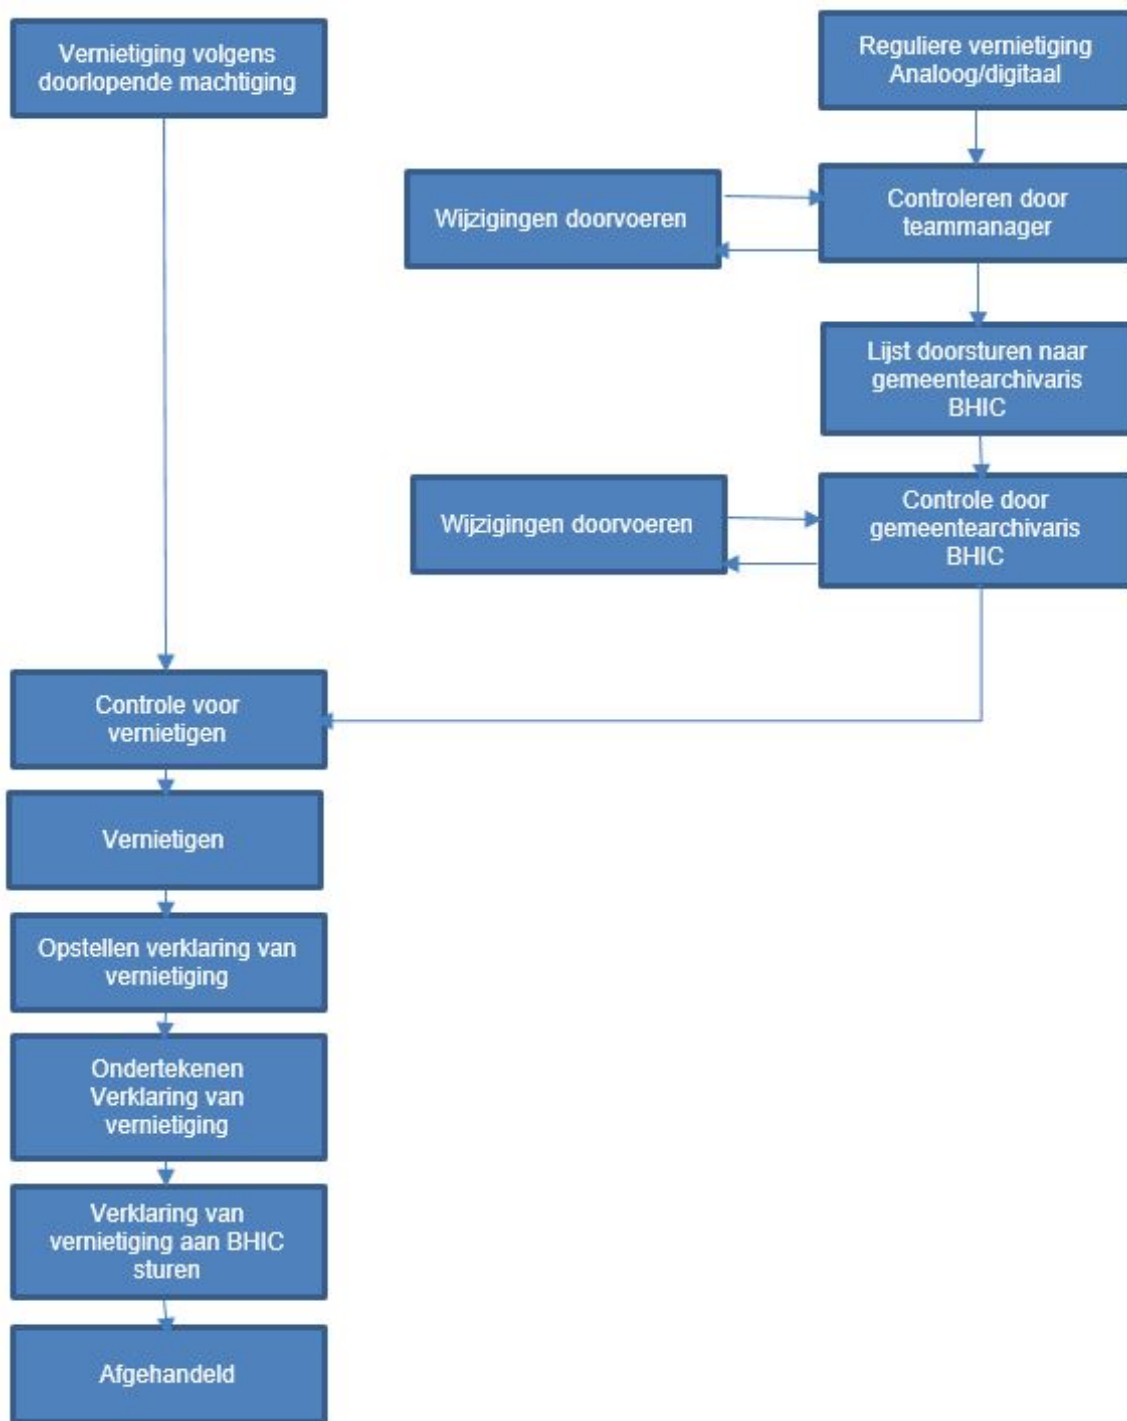 Vernietiging volgens
doorlopende machtiging
Reguliere vernietiging
Analoog/digitaal
Wijzigingen doorvoeren
Controleren door
teammanager
Lijst doorsturen naar
gemeentearchivaris
BHIC
Wijzigingen doorvoeren
Controle door
gemeentearchivaris
BHIC
Controle voor
vernietigen
Vernietigen
Opstellen verklaring van
vernietiging
Ondertekenen
Verklaring van
vernietiging
Verklaring van
vernietiging aan BHIC
sturen
Afgehandeld